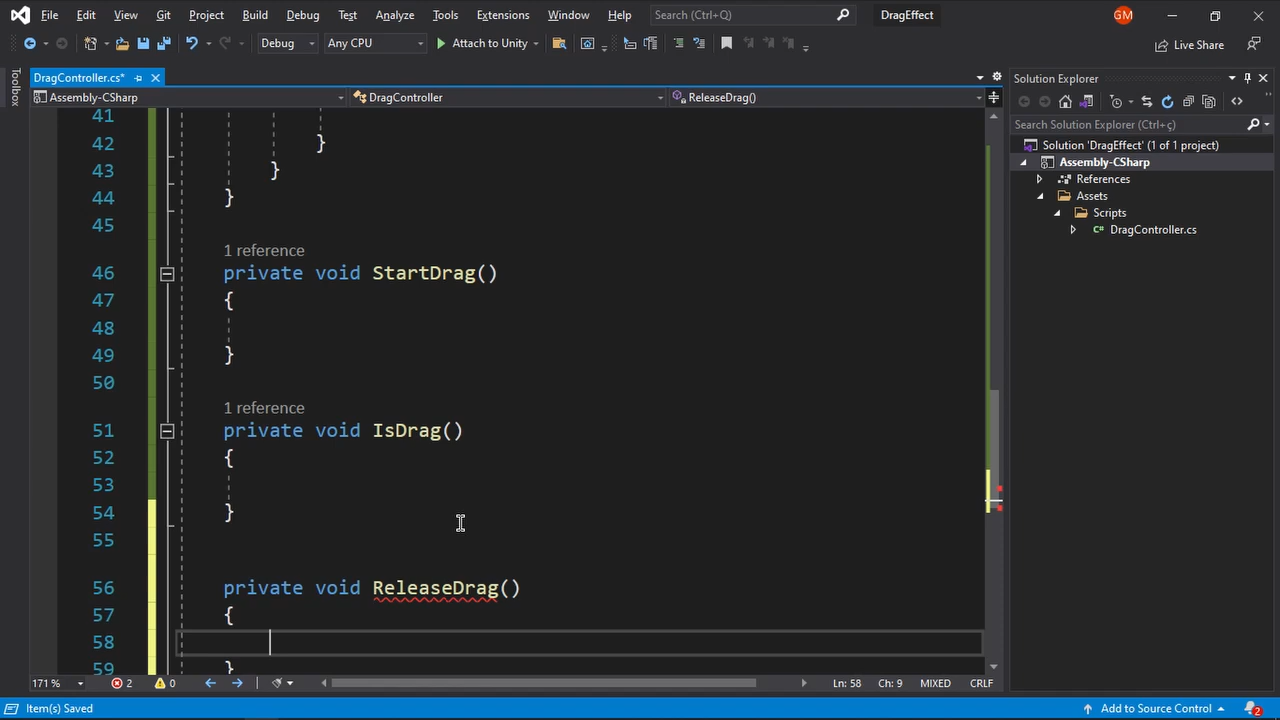 File Edit View Git Project Build Debug Test Analyze Tools Extensions Window Help Search (Ctrl+Q) DragEffect GM
Debug Any CPU Attach to Unity Live Share
Toolbox
DragController.cs*
Assembly-CSharp DragController ReleaseDrag()
41
42 }
43 }
44 }
45
1 reference
46 private void StartDrag()
47 {
48
49 }
50
1 reference
51 private void IsDrag()
52 {
53
54 }
55
56 private void ReleaseDrag()
57 {
58
59 }
Solution Explorer
Search Solution Explorer (Ctrl+ç)
Solution 'DragEffect' (1 of 1 project)
Assembly-CSharp
References
Assets
Scripts
C# DragController.cs
171 % 2 0 Ln: 58 Ch: 9 MIXED CRLF
Item(s) Saved Add to Source Control 2